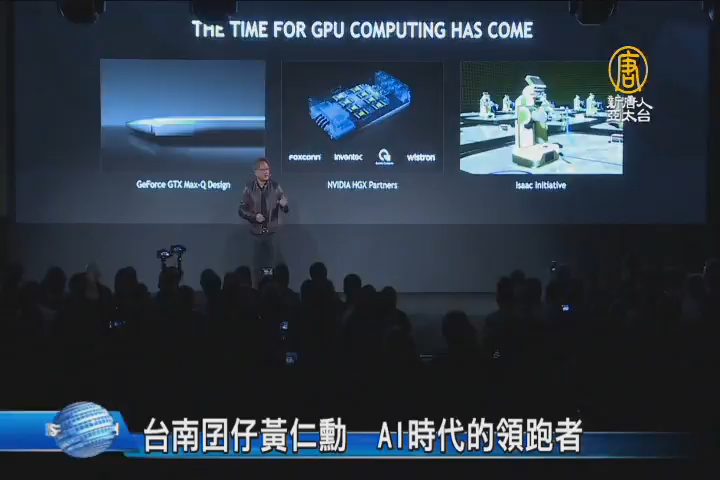 THE TIME FOR GPU COMPUTING HAS COME
唐
新唐人
亞太台
FOXCONN Inventec wistron
GeForce GTX Max-Q Design NVIDIA HGX Partners Isaac Initiative
台南囝仔黃仁勳 AI時代的領跑者